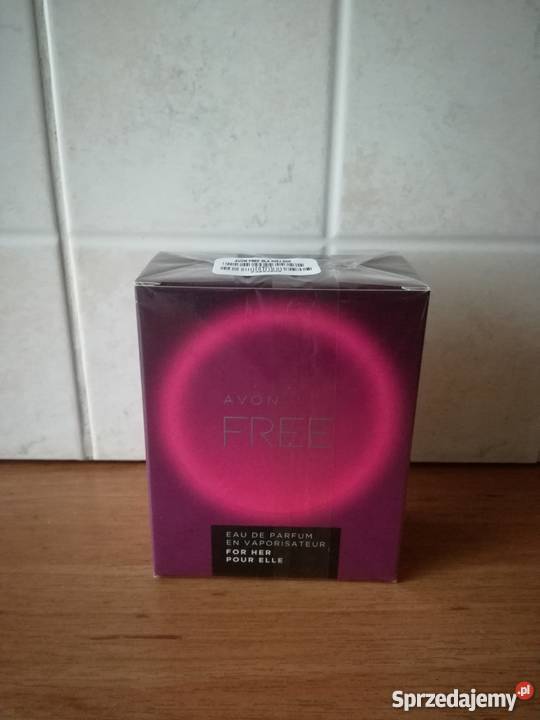 AVON
FREE
EAU DE PARFUM
EN VAPORISATEUR
FOR HER
POUR ELLE
Sprzedajemy.pl